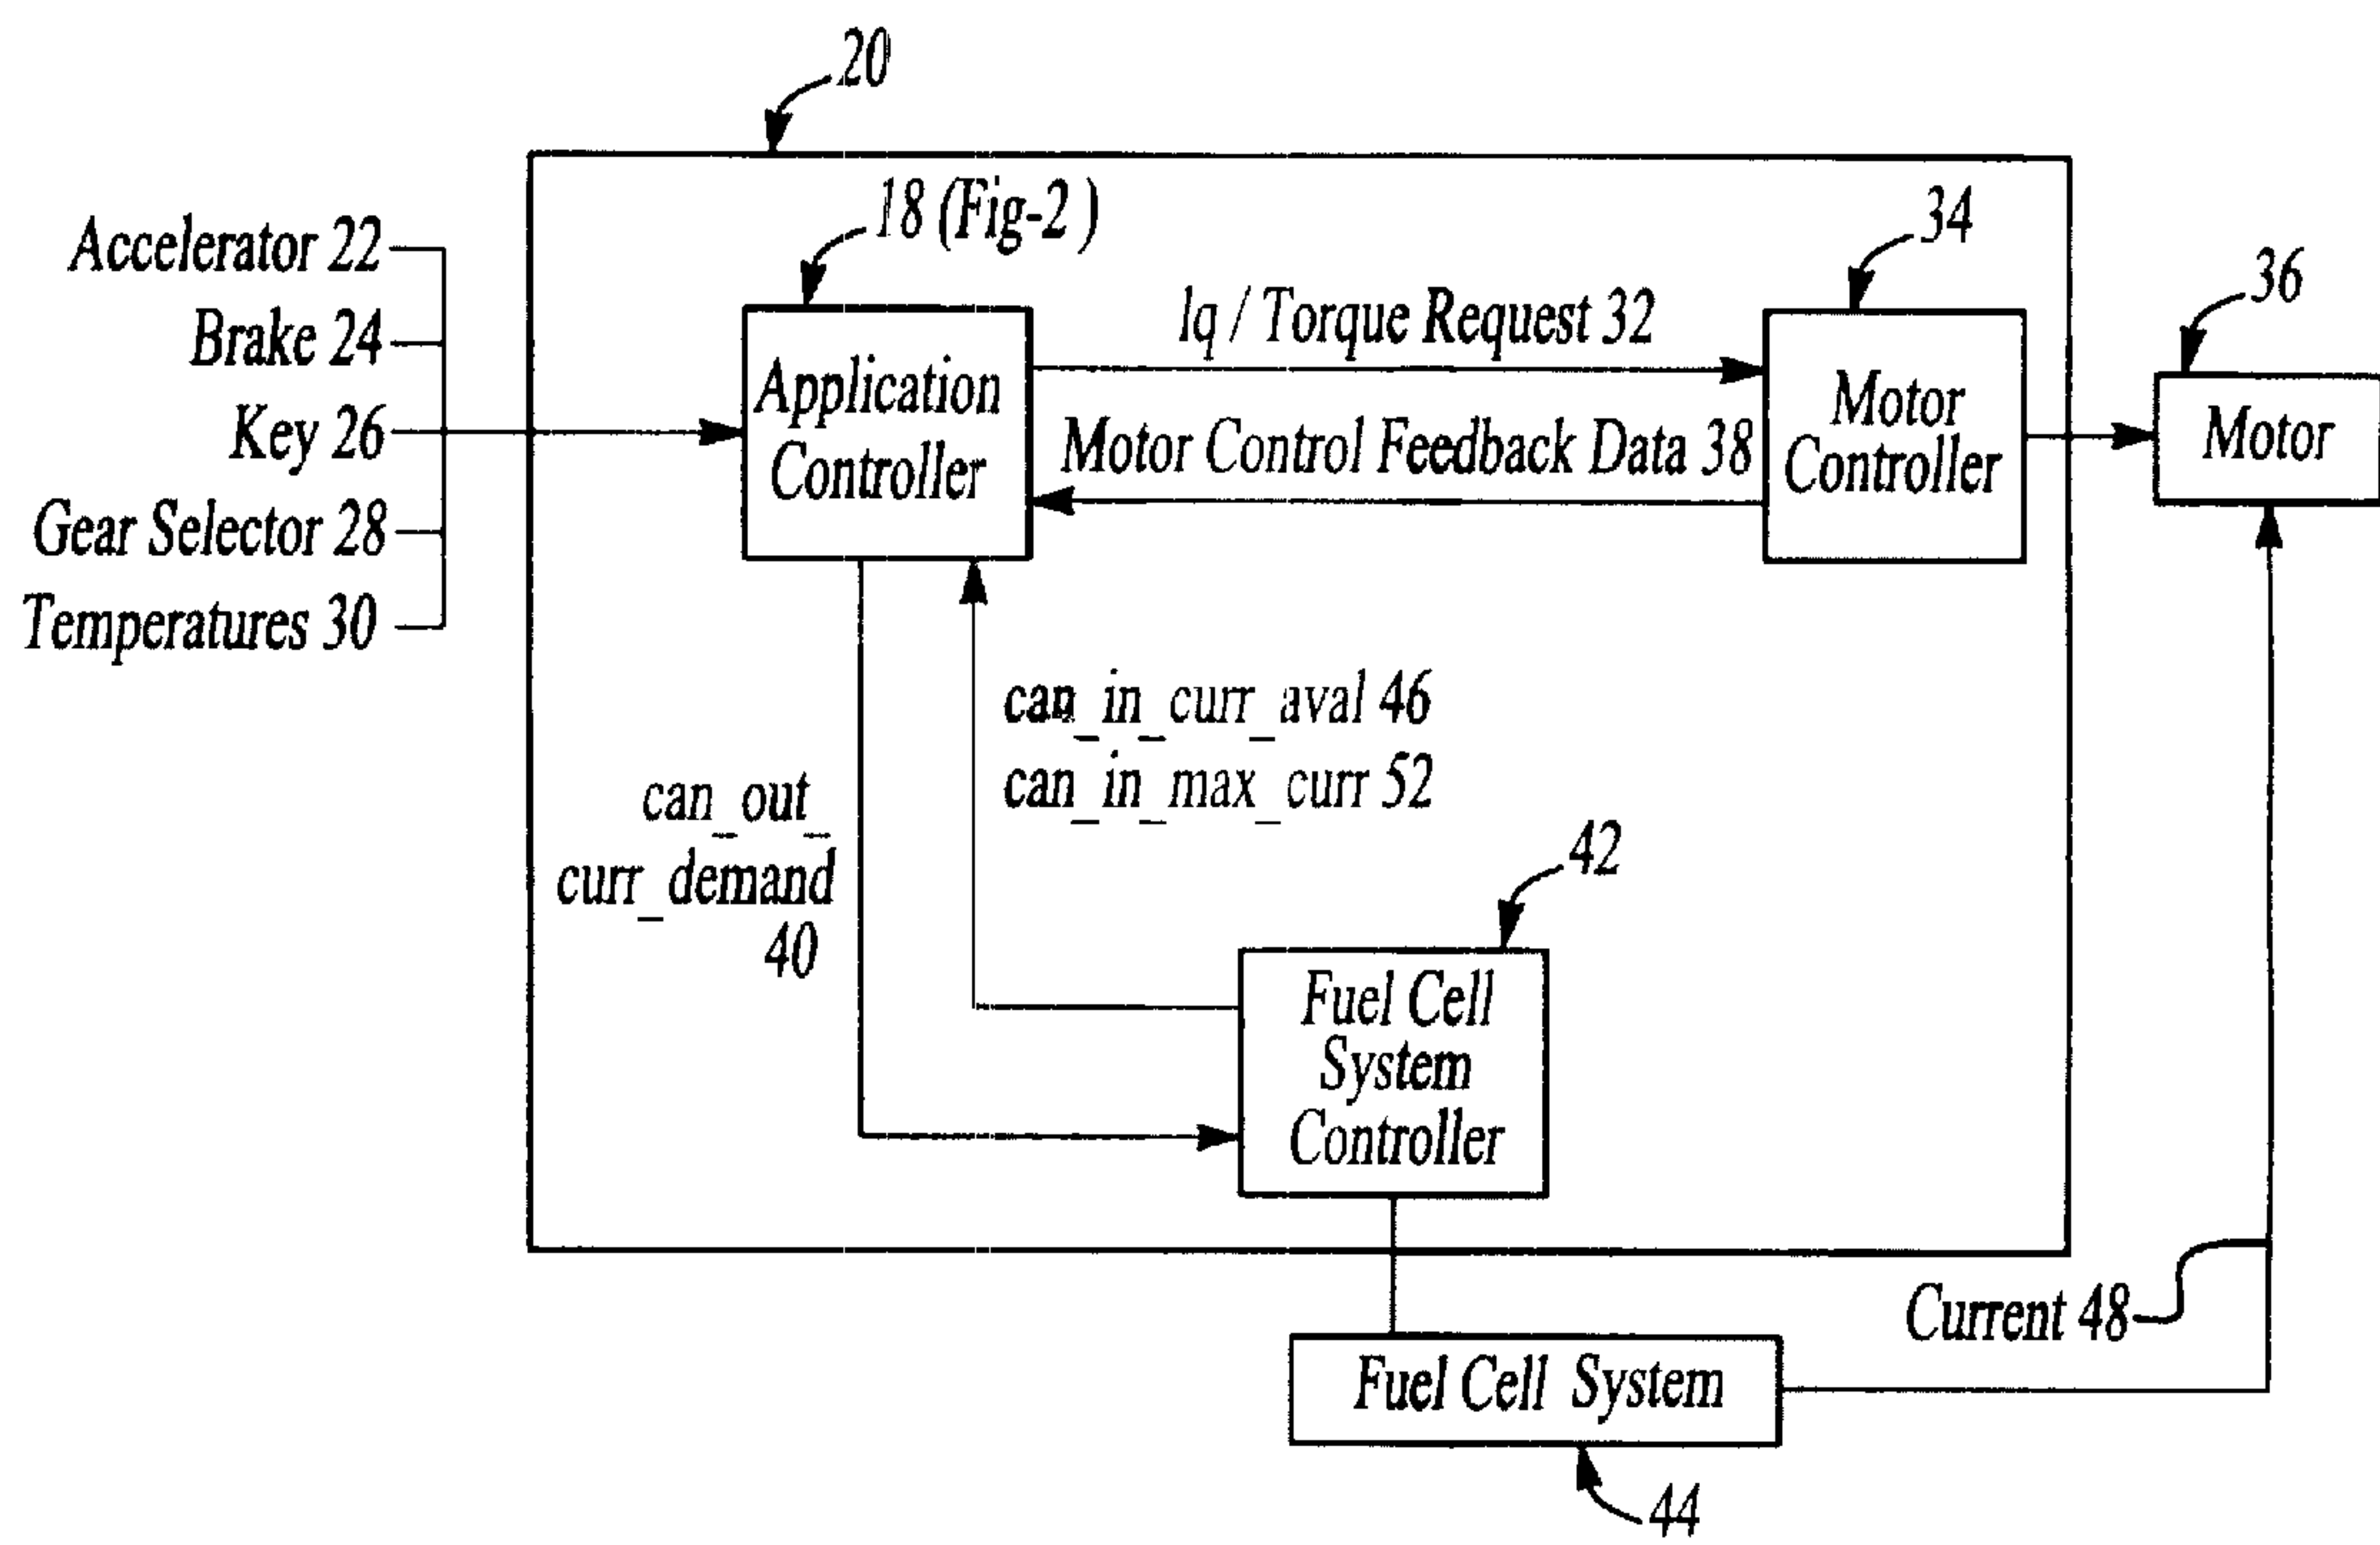 20
18 (Fig-2 )
34
36
Accelerator 22
Brake 24
Key 26
Gear Selector 28
Temperatures 30
Application
Controller
Iq / Torque Request 32
Motor Control Feedback Data 38
Motor
Controller
Motor
can_in_curr_aval 46
can_in_max_curr 52
can_out_
curr_demand
40
42
Fuel Cell
System
Controller
Current 48
Fuel Cell System
44